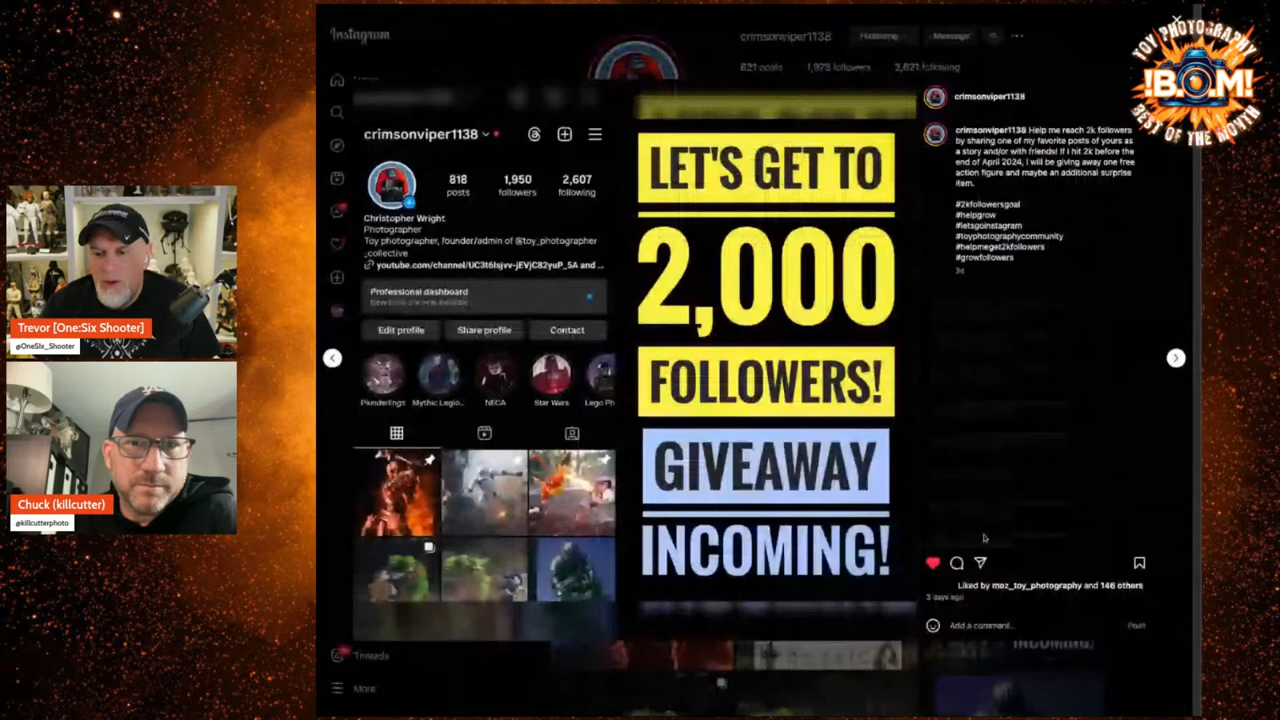 Instagram
crimsonviper1138
Following
Message
821 posts
1,973 followers
2,621 following
TOY PHOTOGRAPHY
!B.O.M!
BEST OF THE MONTH
crimsonviper1138
818 posts
1,950 followers
2,607 following
Christopher Wright
Photographer
Toy photographer, founder/admin of @toy_photographer
_collective
youtube.com/channel/UC3t6lsjvv-jEVjC82yuP_5A and ...
Professional dashboard
Edit profile
Share profile
Contact
Plunderlings
Mythic Legio...
NECA
Star Wars
Lego Ph
LET'S GET TO
2,000
FOLLOWERS!
GIVEAWAY
INCOMING!
crimsonviper1138
crimsonviper1138 Help me reach 2k followers
by sharing one of my favorite posts of yours as
a story and/or with friends! If I hit 2k before the
end of April 2024, I will be giving away one free
action figure and maybe an additional surprise
item.
#2kfollowersgoal
#helpgrow
#letsgoinstagram
#toyphotographycommunity
#helpmeget2kfollowers
#growfollowers
3d
Liked by moz_toy_photography and 146 others
3 days ago
Add a comment...
Post
INCOMING!
Threads
More
Trevor [One:Six Shooter]
@OneSix_Shooter
Chuck (killcutter)
@killcutterphoto